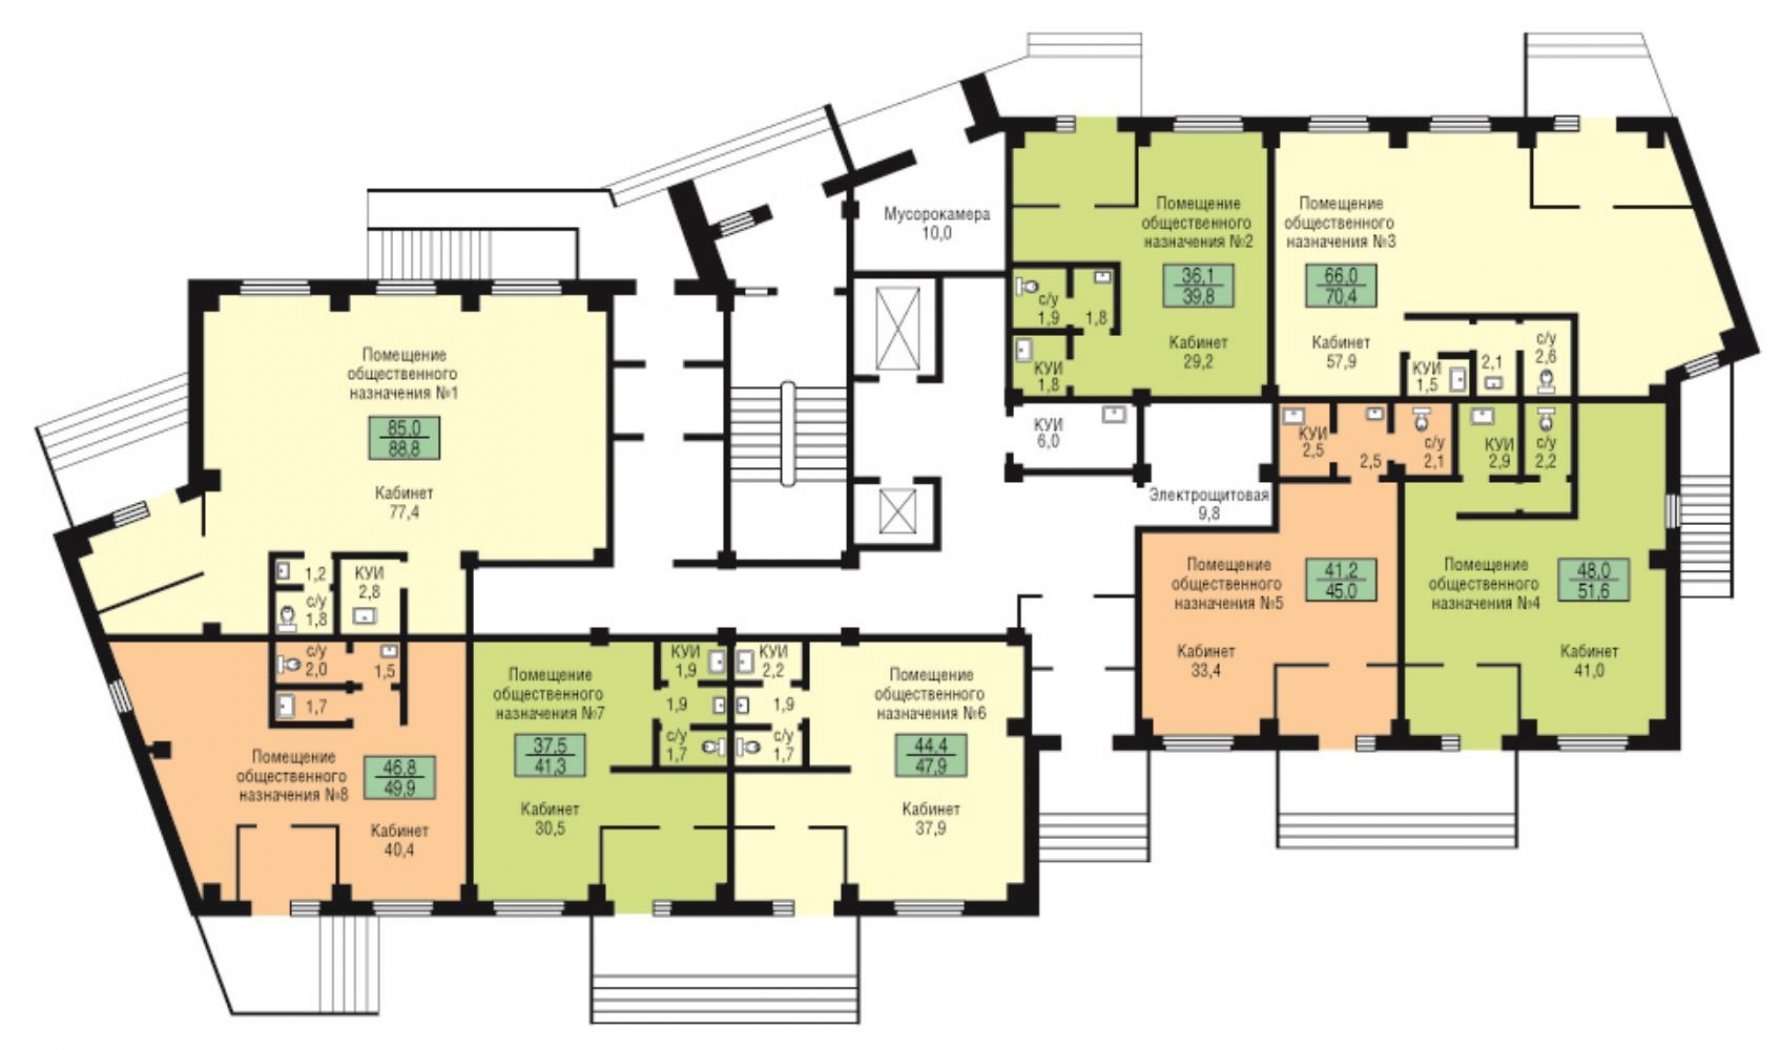 Мусорокамера
10,0
Помещение
общественного
назначения №2
36,1
39,8
с/у
1,9
1,8
КУИ
1,8
Кабинет
29,2
Помещение
общественного
назначения №3
66,0
70,4
Кабинет
57,9
КУИ
1,5
2,1
с/у
2,6
Помещение
общественного
назначения №1
85,0
88,8
Кабинет
77,4
1,2
с/у
1,8
КУИ
2,8
КУИ
6,0
Электрощитовая
9,8
КУИ
2,5
2,5
с/у
2,1
КУИ
2,9
с/у
2,2
Помещение
общественного
назначения №5
41,2
45,0
Кабинет
33,4
Помещение
общественного
назначения №4
48,0
51,6
Кабинет
41,0
с/у
2,0
1,5
1,7
Помещение
общественного
назначения №8
46,8
49,9
Кабинет
40,4
Помещение
общественного
назначения №7
37,5
41,3
Кабинет
30,5
КУИ
1,9
1,9
с/у
1,7
КУИ
2,2
1,9
с/у
1,7
Помещение
общественного
назначения №6
44,4
47,9
Кабинет
37,9